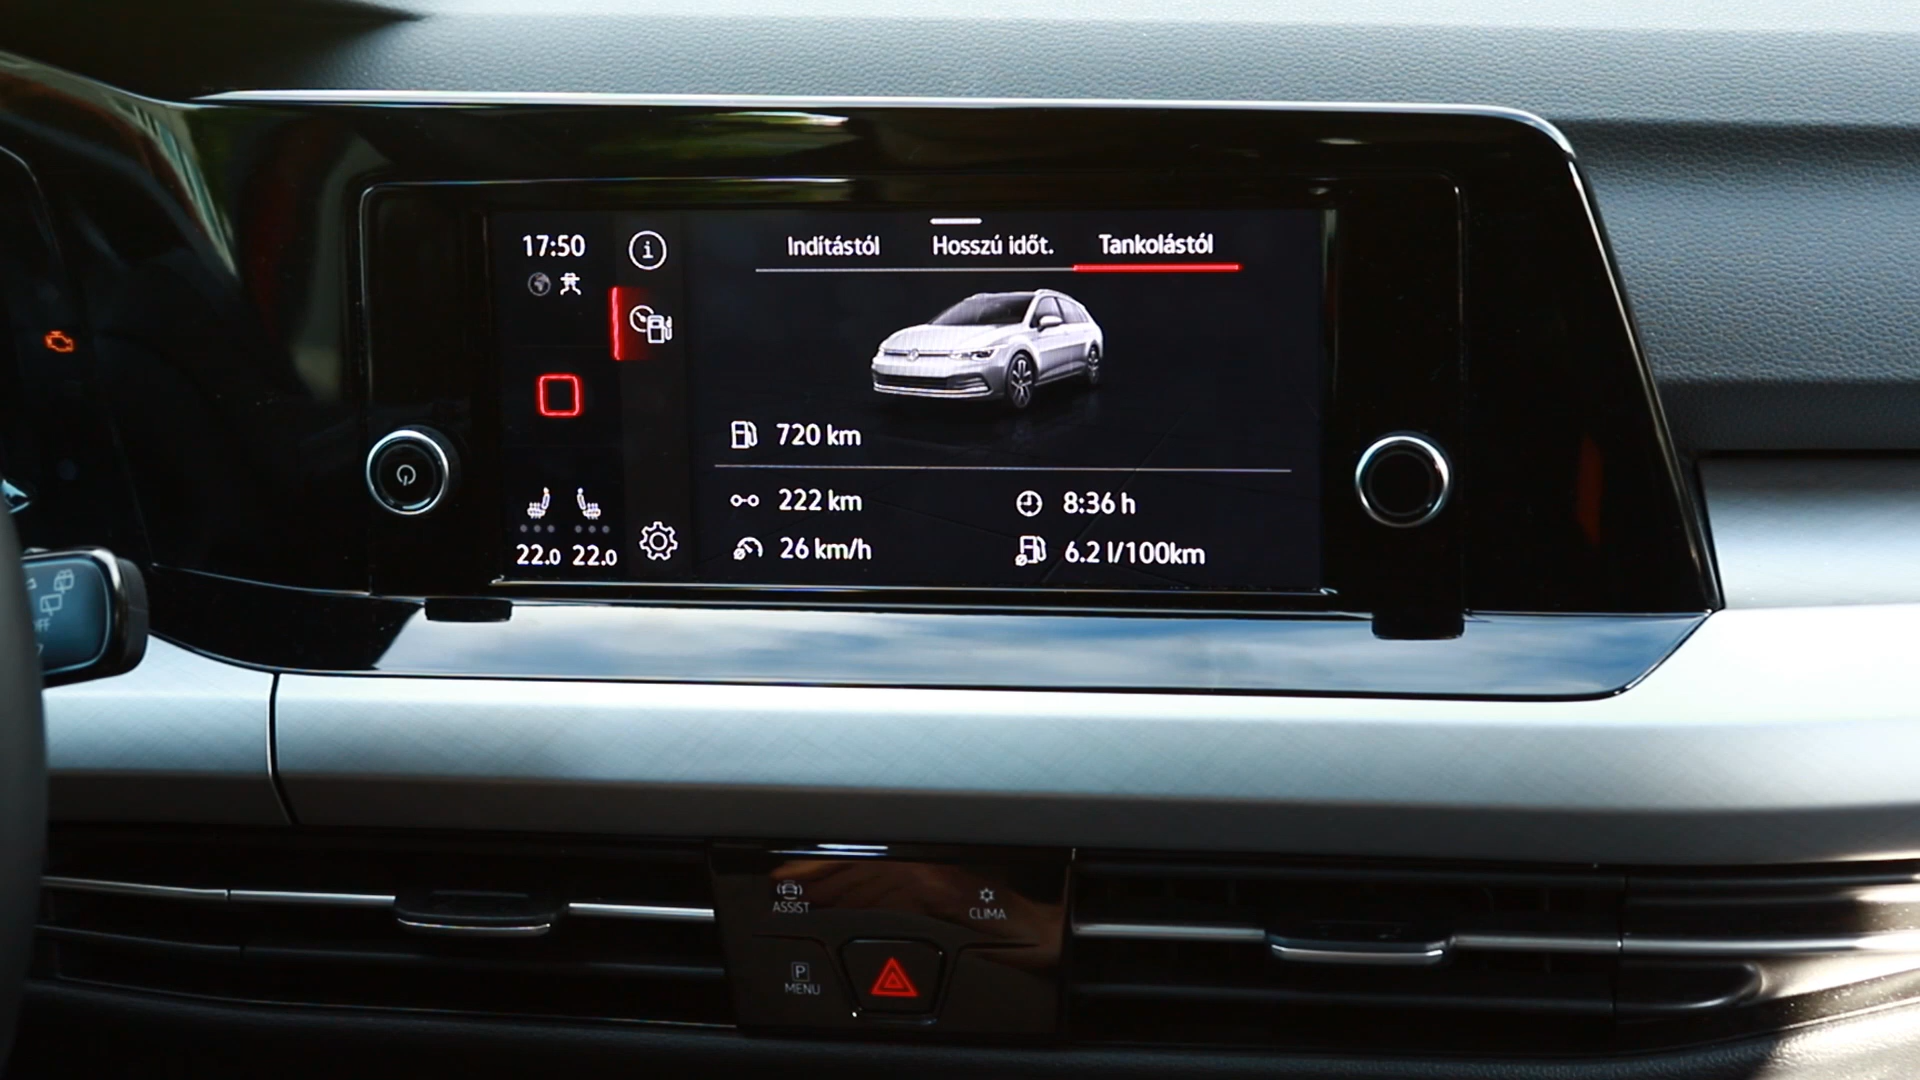 17:50
Indítástól Hosszú időt. Tankolástól
720 km
222 km 8:36 h
26 km/h 6.2 l/100km
22.0 22.0
OFF
ASSIST CLIMA
P
MENU